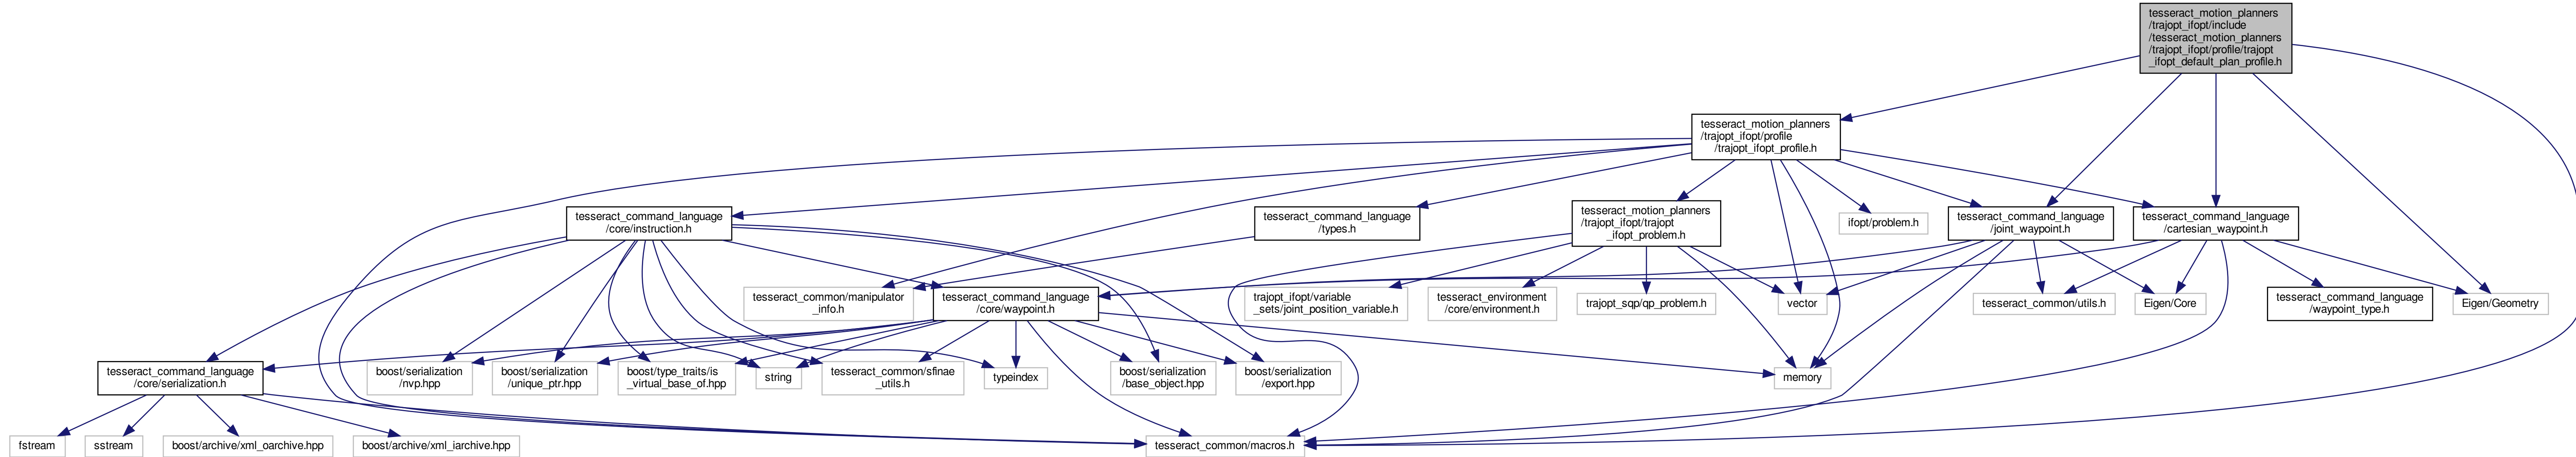 tesseract_motion_planners
/trajopt_ifopt/include
/tesseract_motion_planners
/trajopt_ifopt/profile/trajopt
_ifopt_default_plan_profile.h
tesseract_motion_planners
/trajopt_ifopt/profile
/trajopt_ifopt_profile.h
tesseract_command_language
/core/instruction.h
tesseract_command_language
/types.h
tesseract_motion_planners
/trajopt_ifopt/trajopt
_ifopt_problem.h
ifopt/problem.h
tesseract_command_language
/joint_waypoint.h
tesseract_command_language
/cartesian_waypoint.h
tesseract_common/manipulator
_info.h
tesseract_command_language
/core/waypoint.h
trajopt_ifopt/variable
_sets/joint_position_variable.h
tesseract_environment
/core/environment.h
trajopt_sqp/qp_problem.h
vector
tesseract_common/utils.h
Eigen/Core
tesseract_command_language
/waypoint_type.h
Eigen/Geometry
tesseract_command_language
/core/serialization.h
boost/serialization
/nvp.hpp
boost/serialization
/unique_ptr.hpp
boost/type_traits/is
_virtual_base_of.hpp
string
tesseract_common/sfinae
_utils.h
typeindex
boost/serialization
/base_object.hpp
boost/serialization
/export.hpp
memory
fstream
sstream
boost/archive/xml_oarchive.hpp
boost/archive/xml_iarchive.hpp
tesseract_common/macros.h